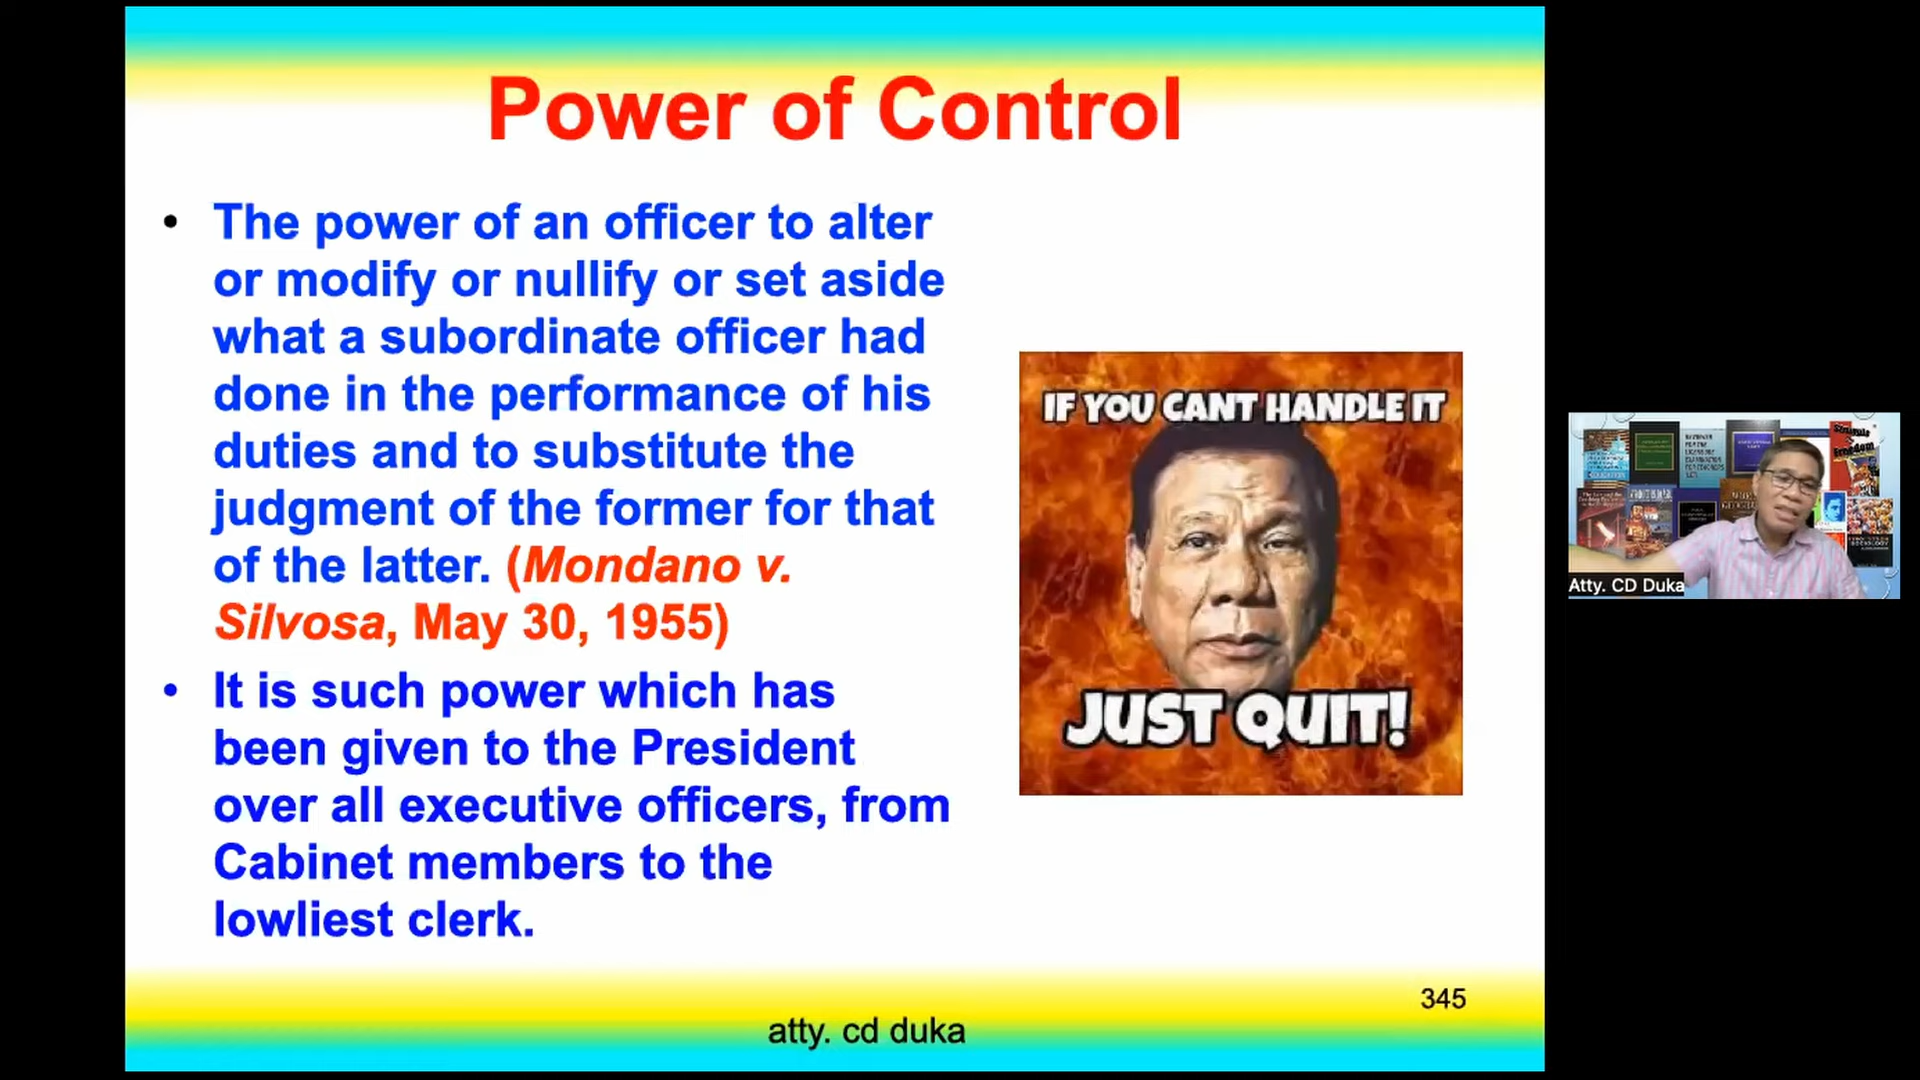 Power of Control
• The power of an officer to alter
or modify or nullify or set aside
what a subordinate officer had
done in the performance of his
duties and to substitute the
judgment of the former for that
of the latter. (Mondano v.
Silvosa, May 30, 1955)
• It is such power which has
been given to the President
over all executive officers, from
Cabinet members to the
lowliest clerk.
IF YOU CANT HANDLE IT
JUST QUIT!
345
atty. cd duka
Atty. CD Duka